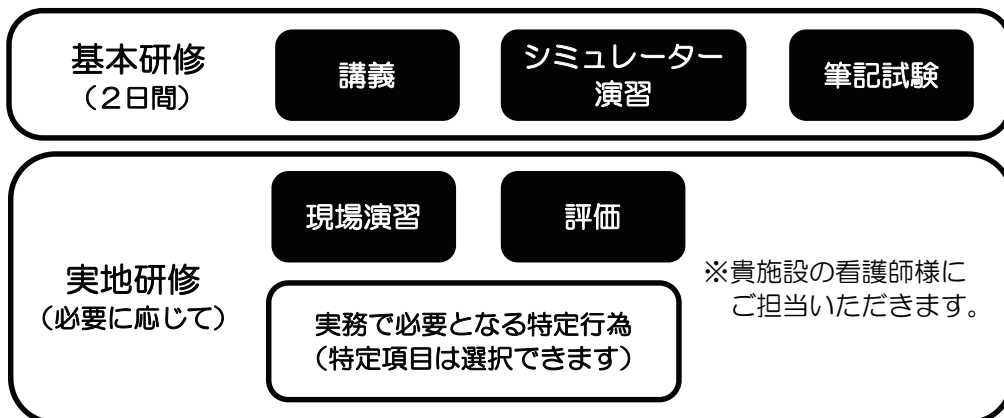 基本研修
（２日間）
講義
シミュレーター
演習
筆記試験
実地研修
（必要に応じて）
現場演習
評価
実務で必要となる特定行為
（特定項目は選択できます）
※貴施設の看護師様に
ご担当いただきます。